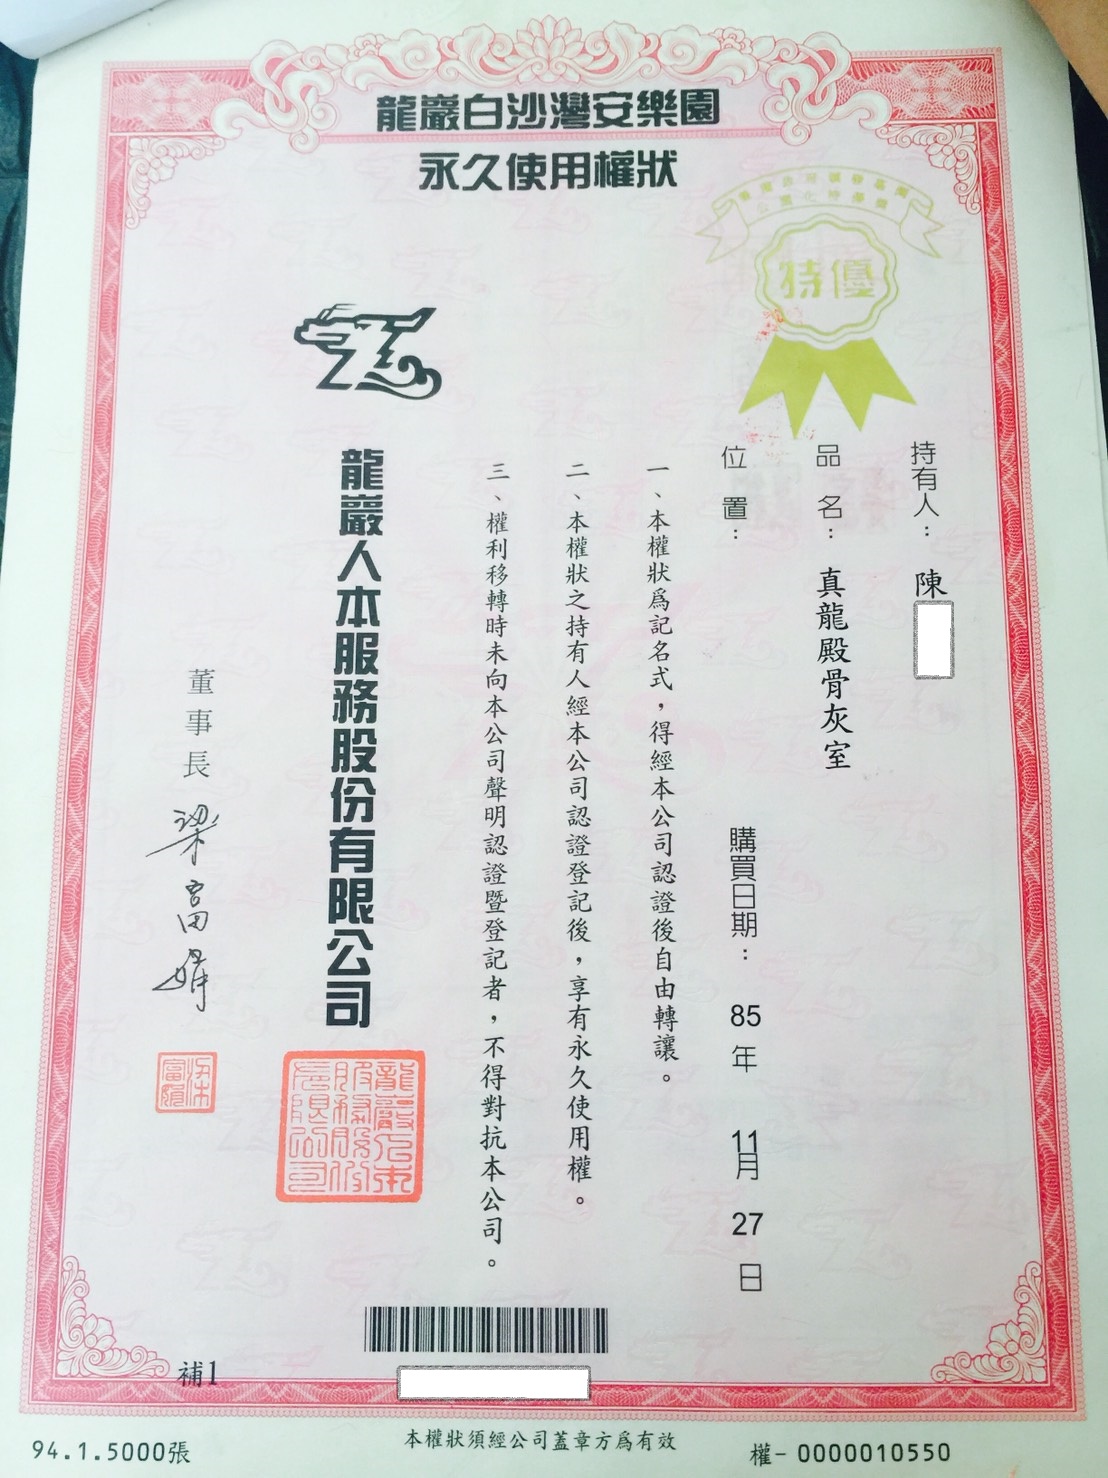 龍巖白沙灣安樂園
永久使用權狀
特優
持有人：陳
品名：真龍殿骨灰室
位置：
購買日期：85年11月27日
一、本權狀爲記名式，得經本公司認證後自由轉讓。
二、本權狀之持有人經本公司認證登記後，享有永久使用權。
三、權利移轉時未向本公司聲明認證暨登記者，不得對抗本公司。
龍巖人本服務股份有限公司
董事長
補1
94.1.5000張
本權狀須經公司蓋章方爲有效
權-0000010550